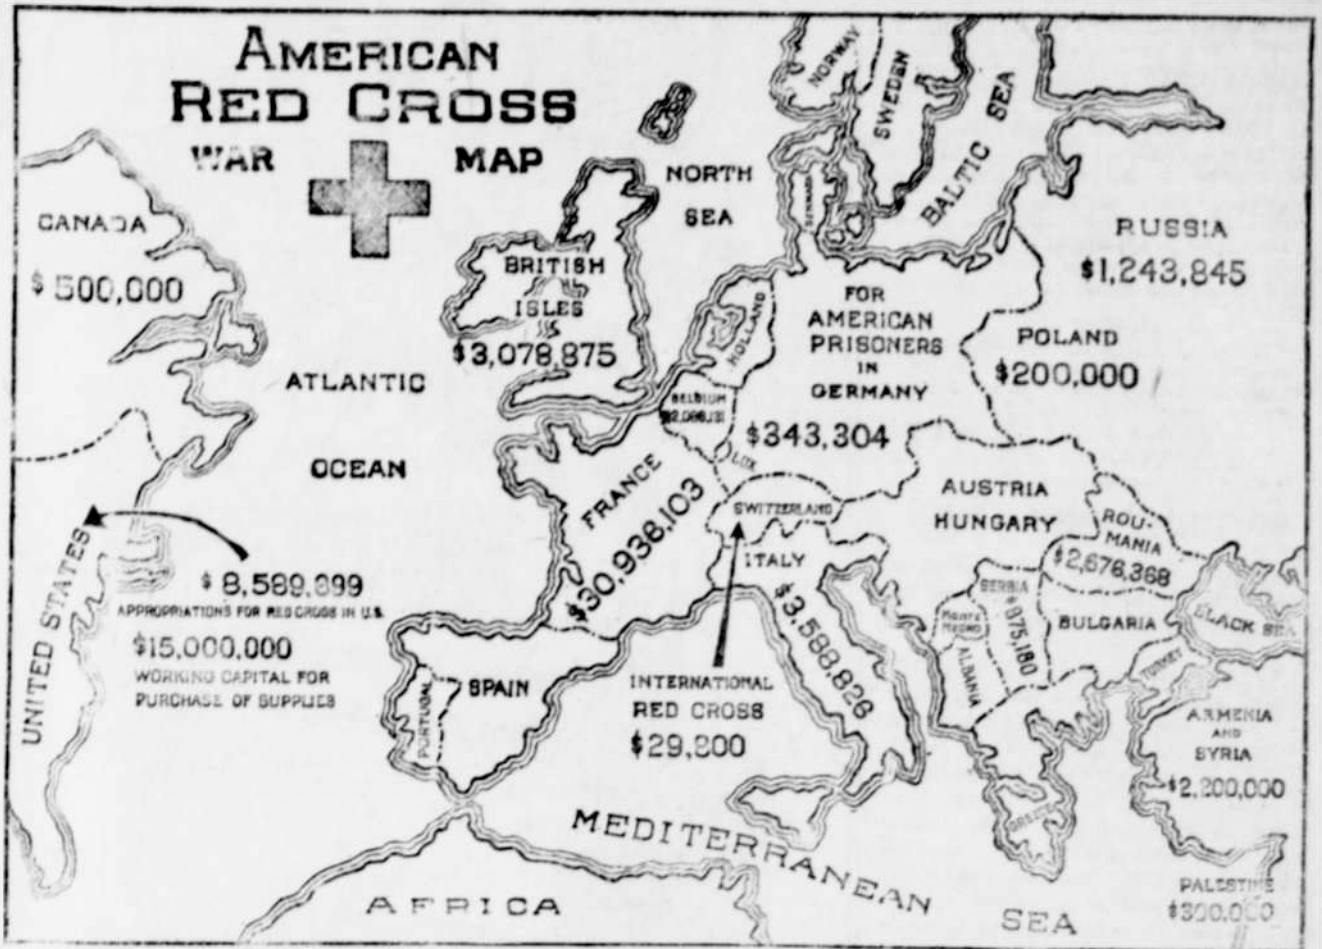 AMERICAN
RED CROSS
WAR MAP
CANADA
$500,000
ATLANTIC
OCEAN
UNITED STATES
$8,589,899
APPROPRIATIONS FOR RED CROSS IN U.S.
$15,000,000
WORKING CAPITAL FOR
PURCHASE OF SUPPLIES
BRITISH
ISLES
$3,078,875
NORTH
SEA
NORWAY
SWEDEN
BALTIC SEA
DENMARK
HOLLAND
BELGIUM
LUX.
FOR
AMERICAN
PRISONERS
IN
GERMANY
$343,304
RUSSIA
$1,243,845
POLAND
$200,000
FRANCE
$30,936,103
SWITZERLAND
AUSTRIA
HUNGARY
ROU-
MANIA
$2,676,368
ITALY
$3,588,826
INTERNATIONAL
RED CROSS
SERBIA
$875,180
MONTE
NEGRO
ALBANIA
BULGARIA
BLACK SEA
TURKEY
GREECE
SPAIN
PORTUGAL
ARMENIA
AND
SYRIA
$2,200,000
PALESTINE
$300,000
MEDITERRANEAN
SEA
AFRICA